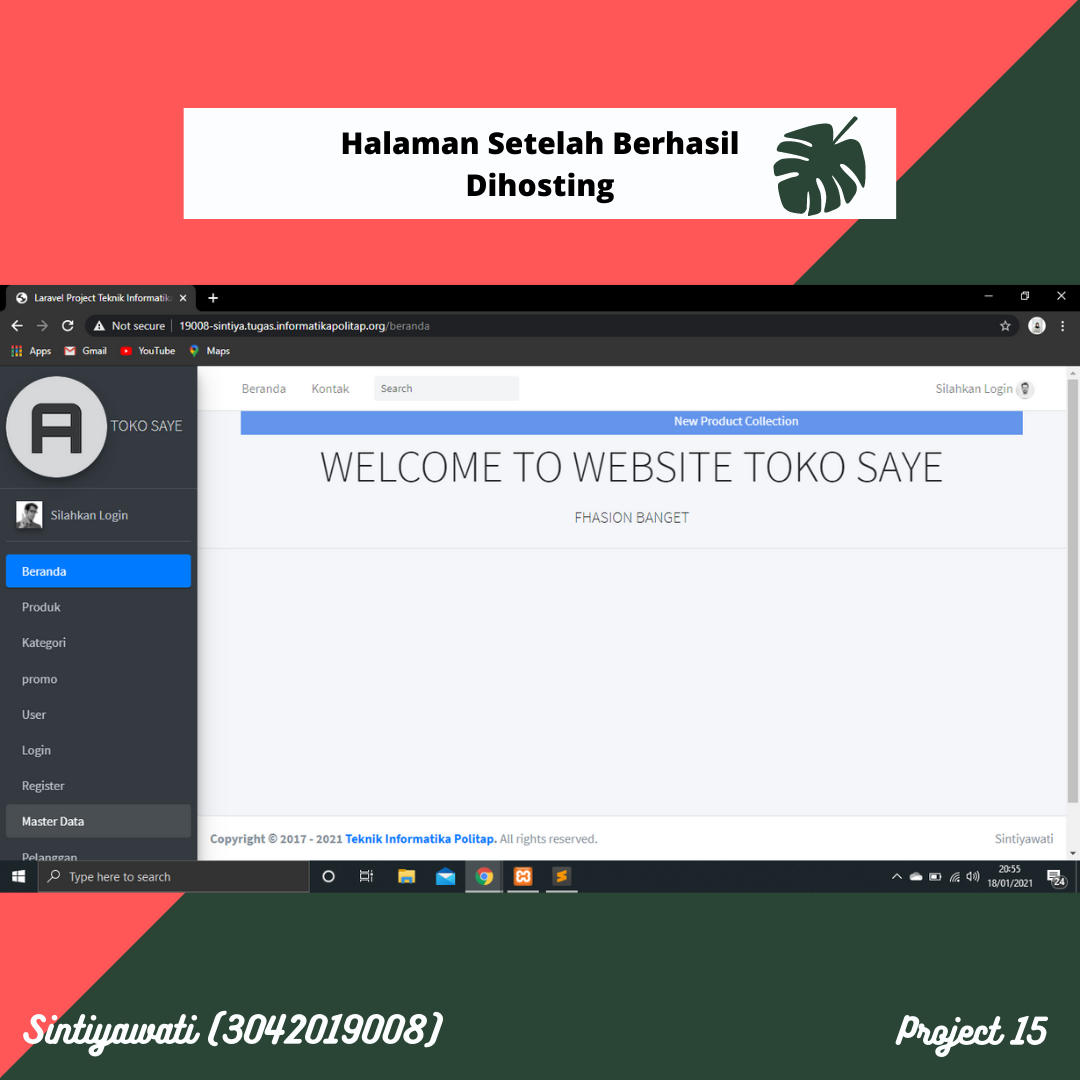 Halaman Setelah Berhasil
Dihosting
Laravel Project Teknik Informatika
Not secure
19008-sintiya.tugas.informatikapolitap.org/beranda
Apps
Gmail
YouTube
Maps
TOKO SAYE
Beranda
Kontak
Search
Silahkan Login
New Product Collection
WELCOME TO WEBSITE TOKO SAYE
FHASION BANGET
Silahkan Login
Beranda
Produk
Kategori
promo
User
Login
Register
Master Data
Pelanggan
Copyright © 2017 - 2021 Teknik Informatika Politap. All rights reserved.
Sintiyawati
Type here to search
20:55
18/01/2021
24
Sintiyawati (3042019008)
Project 15